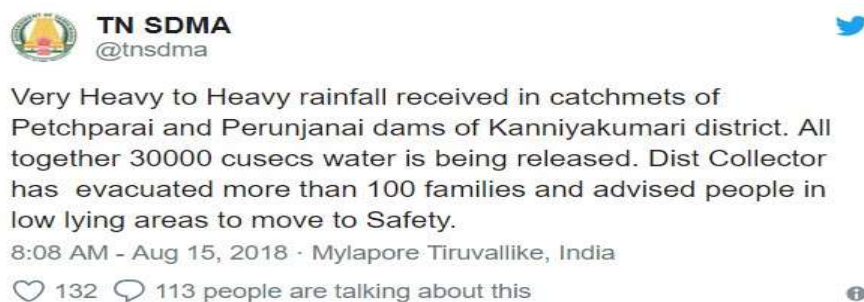 TN SDMA
@tnsdma
Very Heavy to Heavy rainfall received in catchmets of
Petchparai and Perunjanai dams of Kanniyakumari district. All
together 30000 cusecs water is being released. Dist Collector
has evacuated more than 100 families and advised people in
low lying areas to move to Safety.
8:08 AM - Aug 15, 2018 · Mylapore Tiruvallike, India
132 113 people are talking about this